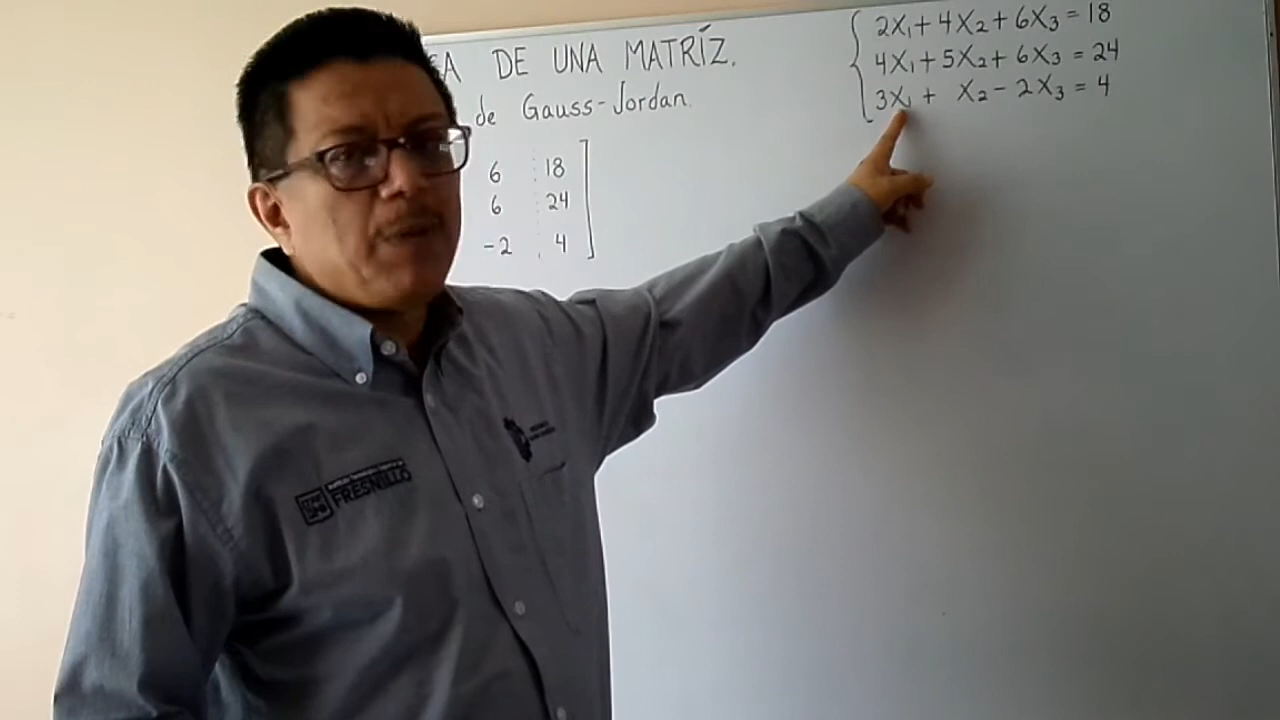 A DE UNA MATRÍZ.
de Gauss-Jordan.
6 18
6 24
-2 4
2X₁+4X₂+6X₃=18
4X₁+5X₂+6X₃=24
3X₁+ X₂-2X₃=4
FRESNILLO